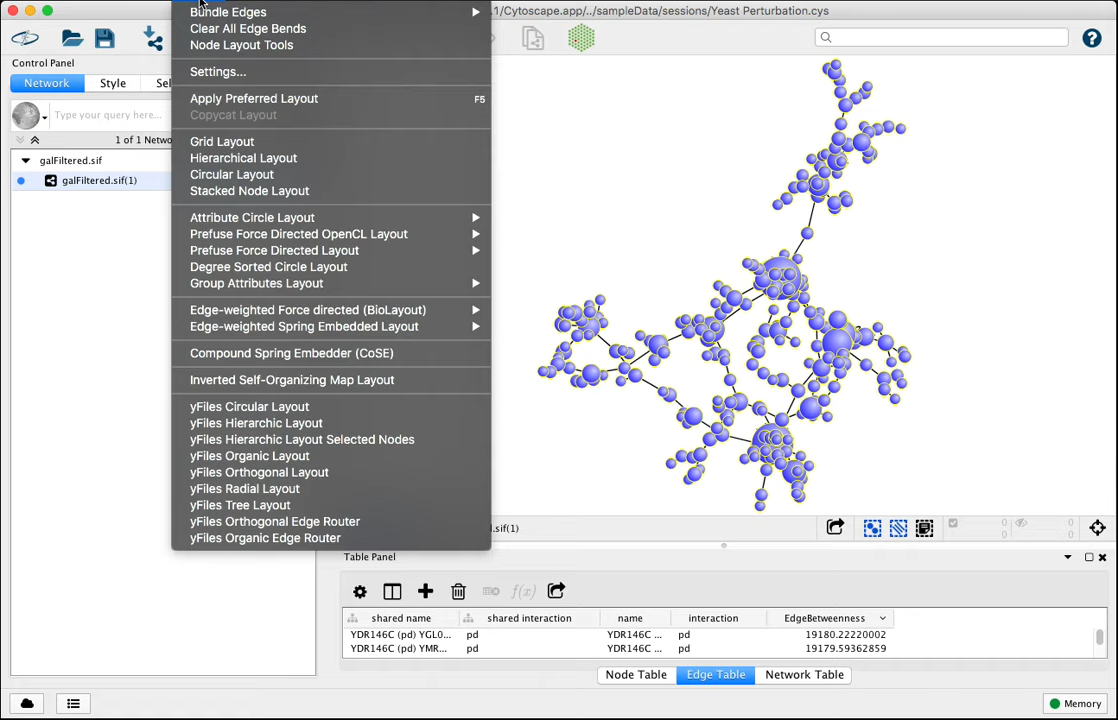 .1/Cytoscape.app/../sampleData/sessions/Yeast Perturbation.cys
Control Panel
Network
Style
Sel
Type your query here...
1 of 1 Netwo
galFiltered.sif
galFiltered.sif(1)
Bundle Edges
Clear All Edge Bends
Node Layout Tools
Settings...
Apply Preferred Layout F5
Copycat Layout
Grid Layout
Hierarchical Layout
Circular Layout
Stacked Node Layout
Attribute Circle Layout
Prefuse Force Directed OpenCL Layout
Prefuse Force Directed Layout
Degree Sorted Circle Layout
Group Attributes Layout
Edge-weighted Force directed (BioLayout)
Edge-weighted Spring Embedded Layout
Compound Spring Embedder (CoSE)
Inverted Self-Organizing Map Layout
yFiles Circular Layout
yFiles Hierarchic Layout
yFiles Hierarchic Layout Selected Nodes
yFiles Organic Layout
yFiles Orthogonal Layout
yFiles Radial Layout
yFiles Tree Layout
yFiles Orthogonal Edge Router
yFiles Organic Edge Router
d.sif(1)
0 0
0 0
Table Panel
f(x)
shared name shared interaction name interaction EdgeBetweenness
YDR146C (pd) YGL0... pd YDR146C ... pd 19180.22220002
YDR146C (pd) YMR... pd YDR146C ... pd 19179.59362859
Node Table Edge Table Network Table
Memory